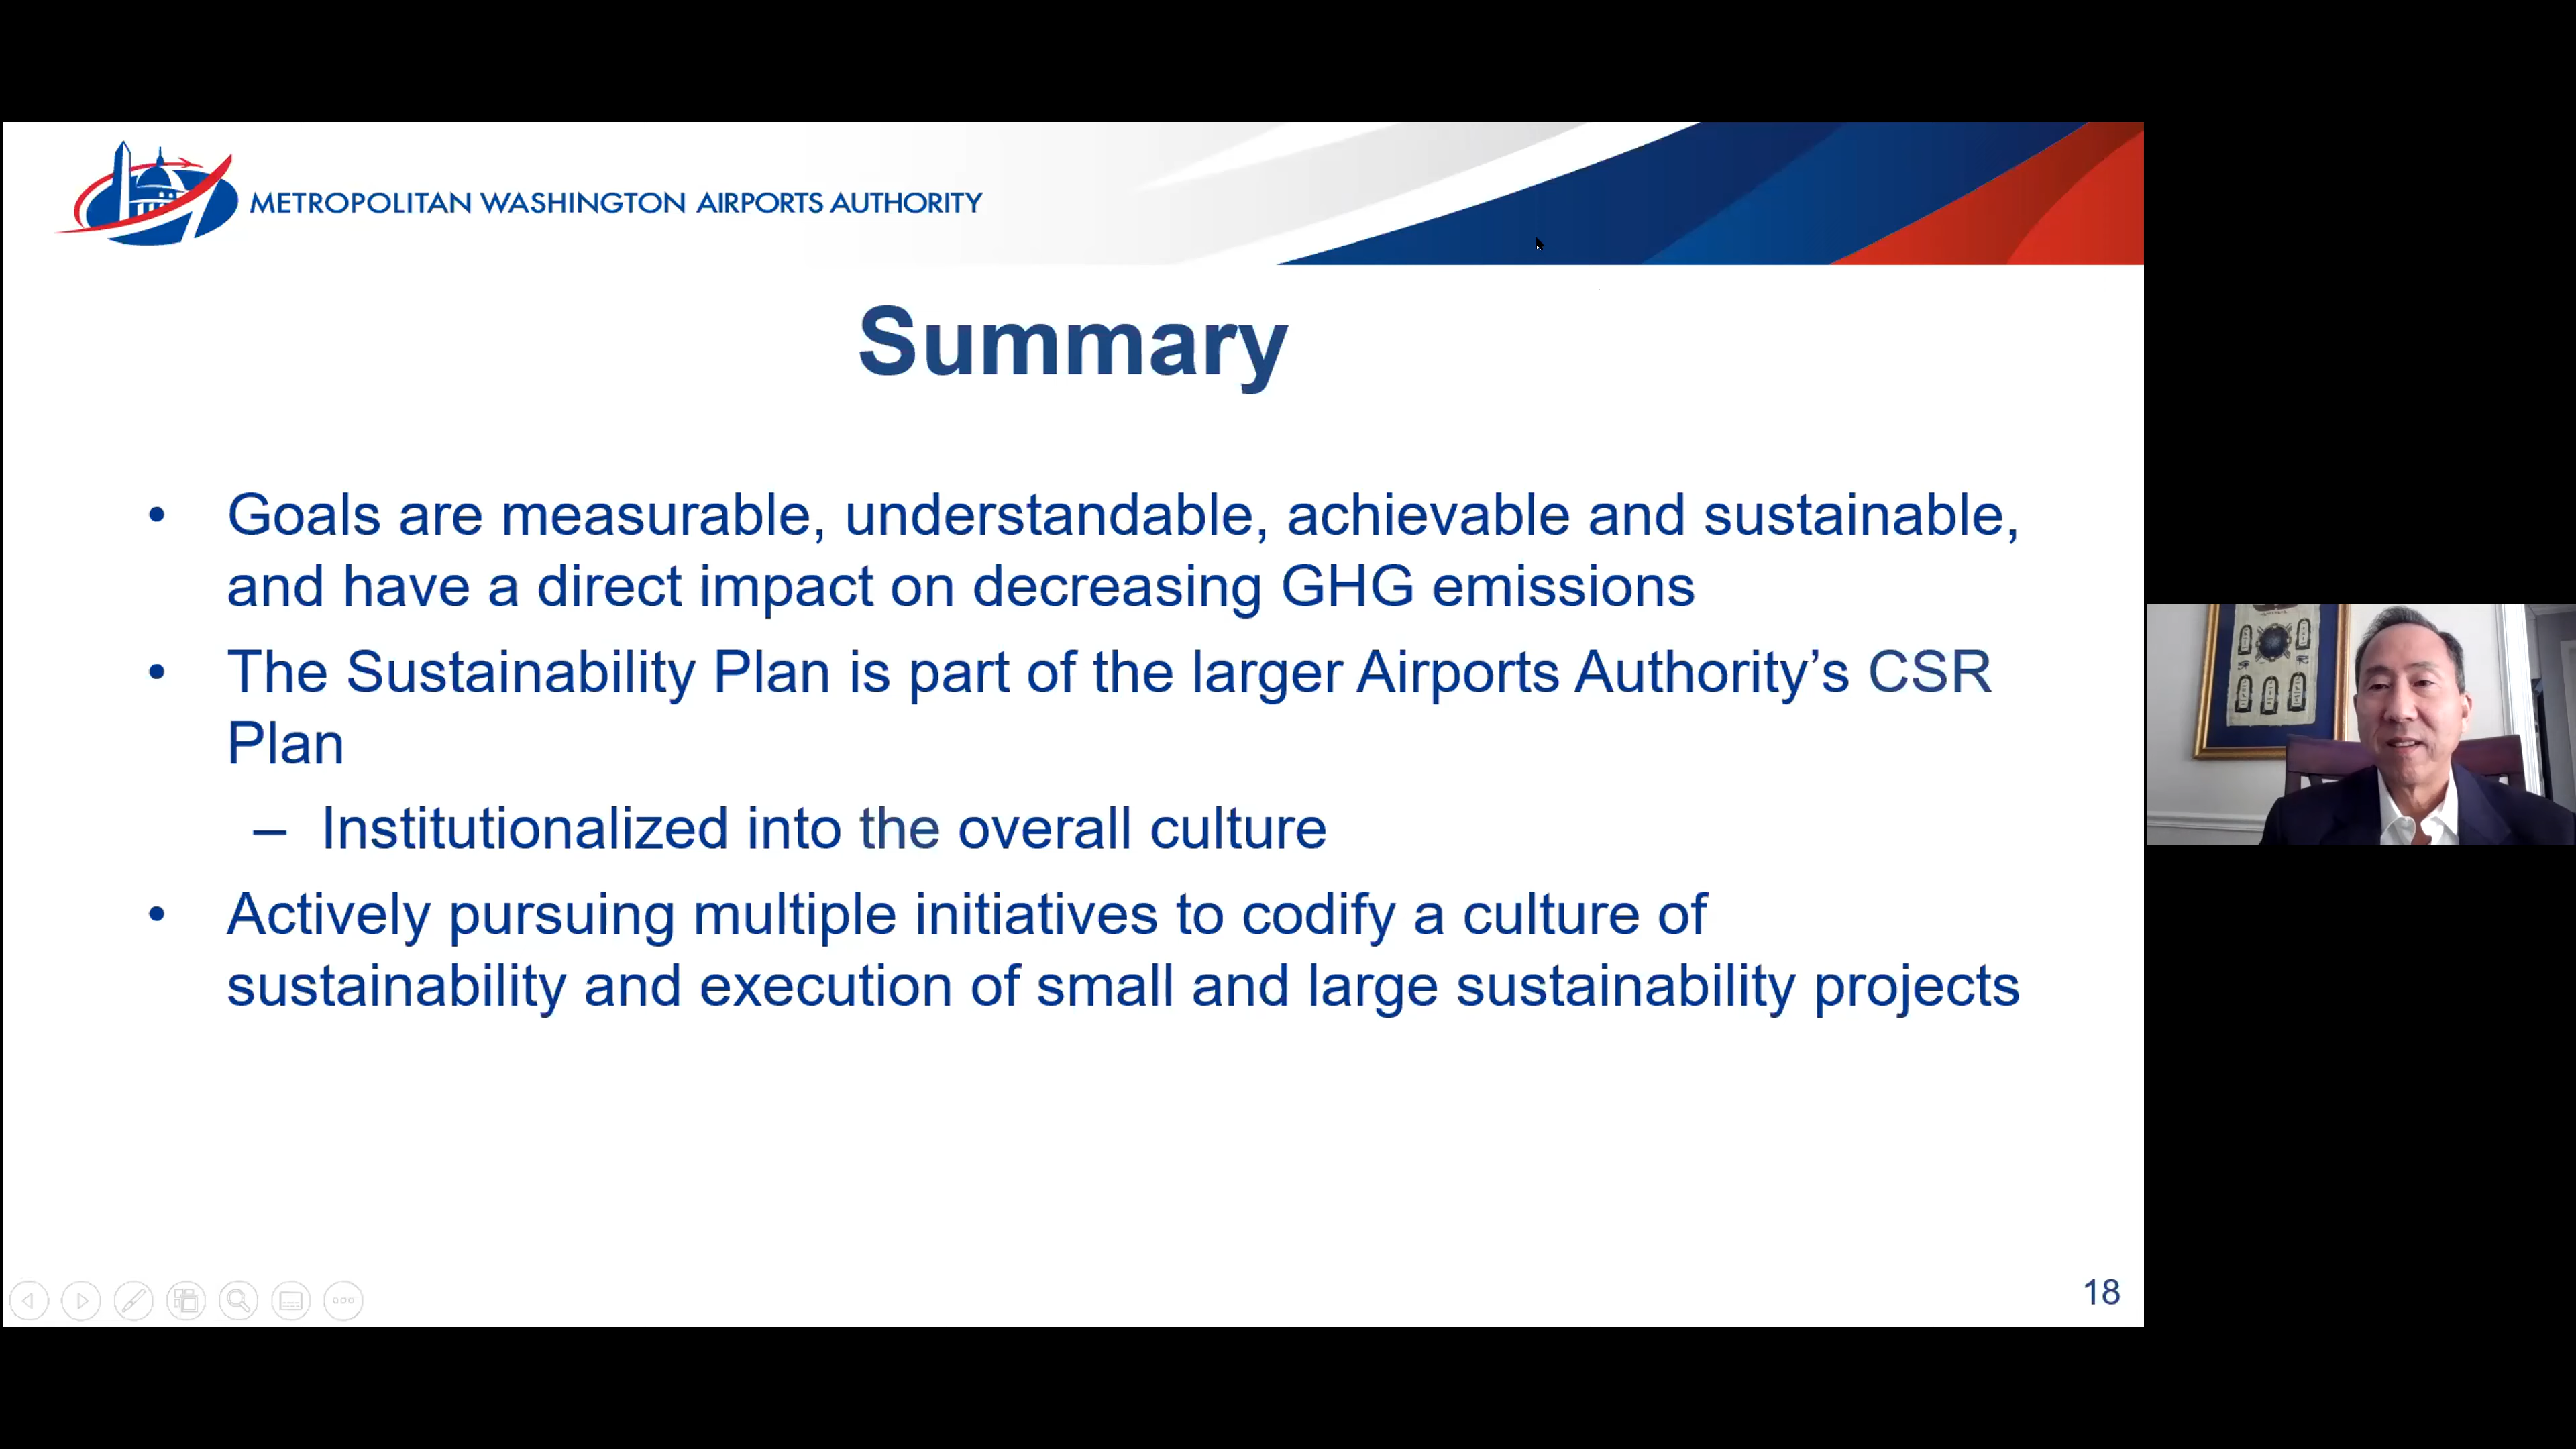 METROPOLITAN WASHINGTON AIRPORTS AUTHORITY
Summary
• Goals are measurable, understandable, achievable and sustainable,
and have a direct impact on decreasing GHG emissions
• The Sustainability Plan is part of the larger Airports Authority’s CSR
Plan
– Institutionalized into the overall culture
• Actively pursuing multiple initiatives to codify a culture of
sustainability and execution of small and large sustainability projects
18